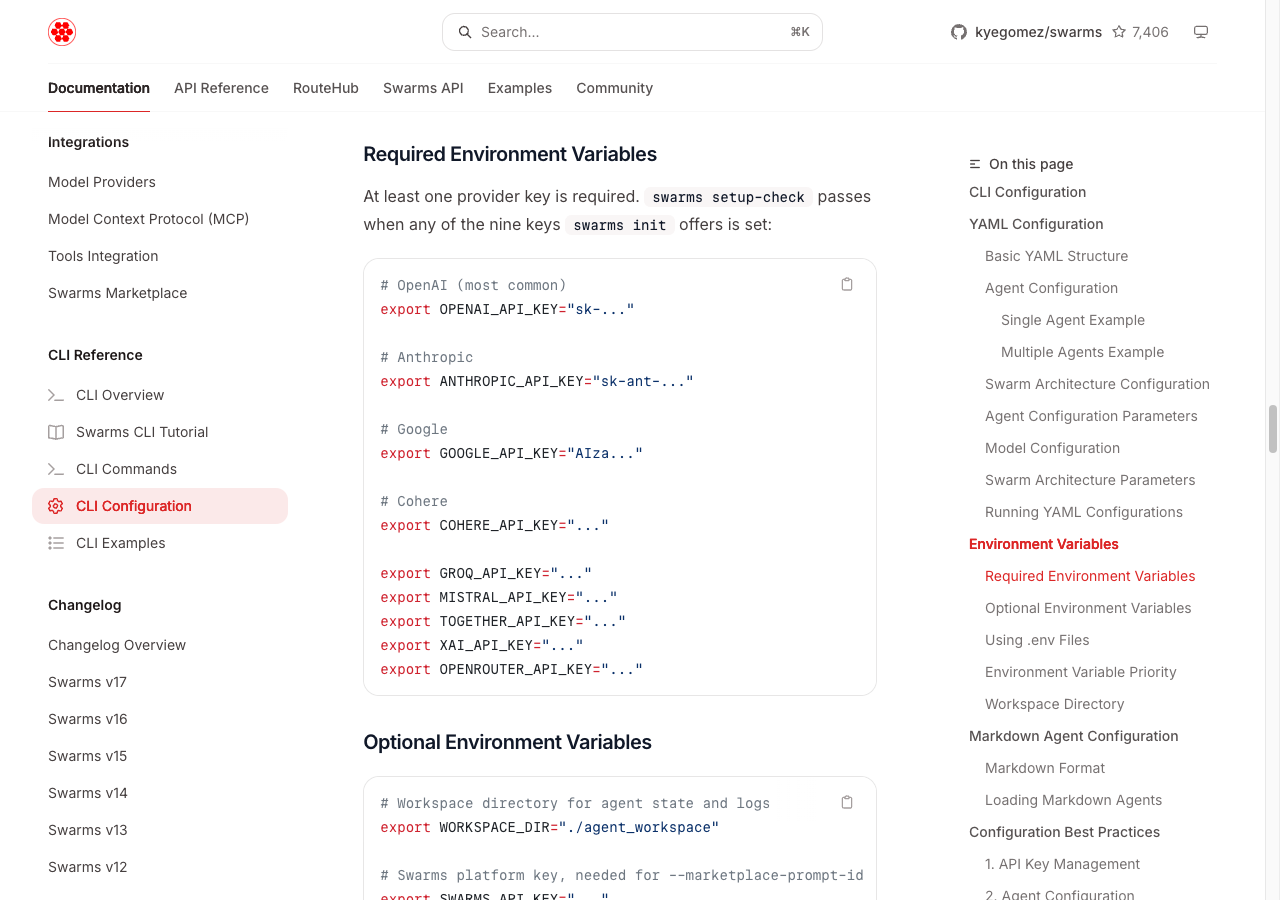 Search...
⌘K
kyegomez/swarms
7,406
Documentation
API Reference
RouteHub
Swarms API
Examples
Community
Integrations
Model Providers
Model Context Protocol (MCP)
Tools Integration
Swarms Marketplace
CLI Reference
CLI Overview
Swarms CLI Tutorial
CLI Commands
CLI Configuration
CLI Examples
Changelog
Changelog Overview
Swarms v17
Swarms v16
Swarms v15
Swarms v14
Swarms v13
Swarms v12
Required Environment Variables
At least one provider key is required. swarms setup-check passes
when any of the nine keys swarms init offers is set:
# OpenAI (most common)
export OPENAI_API_KEY="sk-..."
# Anthropic
export ANTHROPIC_API_KEY="sk-ant-..."
# Google
export GOOGLE_API_KEY="AIza..."
# Cohere
export COHERE_API_KEY="..."
export GROQ_API_KEY="..."
export MISTRAL_API_KEY="..."
export TOGETHER_API_KEY="..."
export XAI_API_KEY="..."
export OPENROUTER_API_KEY="..."
Optional Environment Variables
# Workspace directory for agent state and logs
export WORKSPACE_DIR="./agent_workspace"
# Swarms platform key, needed for --marketplace-prompt-id
export SWARMS_API_KEY="..."
On this page
CLI Configuration
YAML Configuration
Basic YAML Structure
Agent Configuration
Single Agent Example
Multiple Agents Example
Swarm Architecture Configuration
Agent Configuration Parameters
Model Configuration
Swarm Architecture Parameters
Running YAML Configurations
Environment Variables
Required Environment Variables
Optional Environment Variables
Using .env Files
Environment Variable Priority
Workspace Directory
Markdown Agent Configuration
Markdown Format
Loading Markdown Agents
Configuration Best Practices
1. API Key Management
2. Agent Configuration